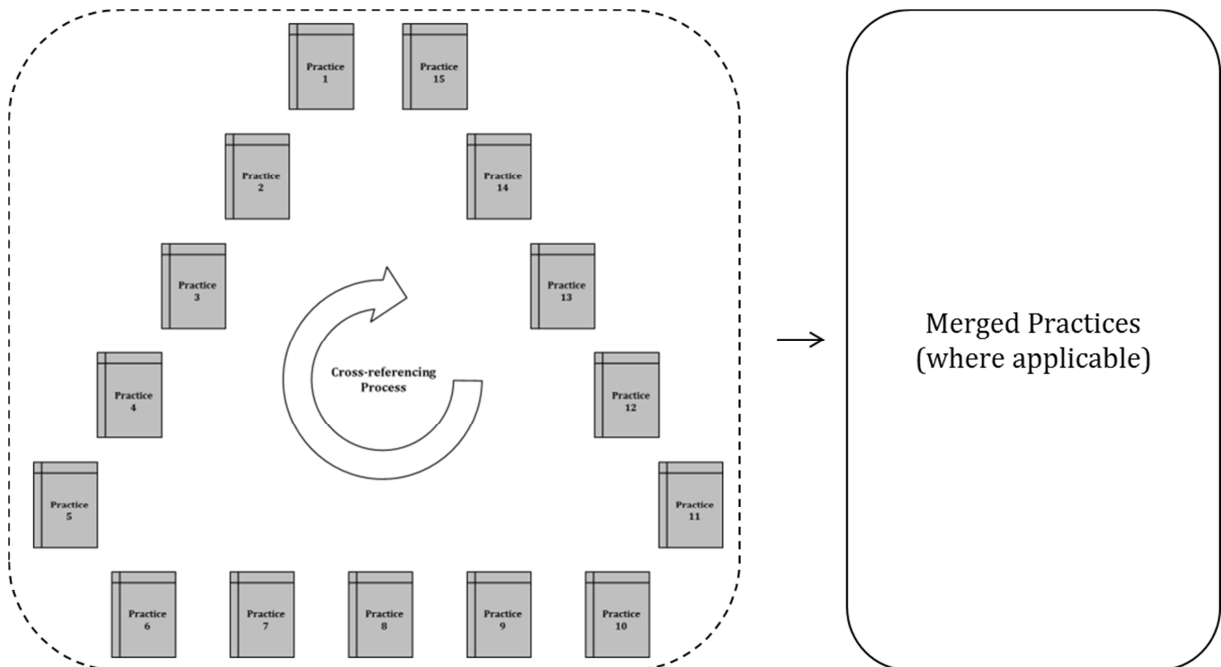 Practice
1
Practice
15
Practice
2
Practice
14
Practice
3
Practice
13
Cross-referencing
Process
Practice
4
Practice
12
Practice
5
Practice
11
Practice
6
Practice
7
Practice
8
Practice
9
Practice
10
Merged Practices
(where applicable)